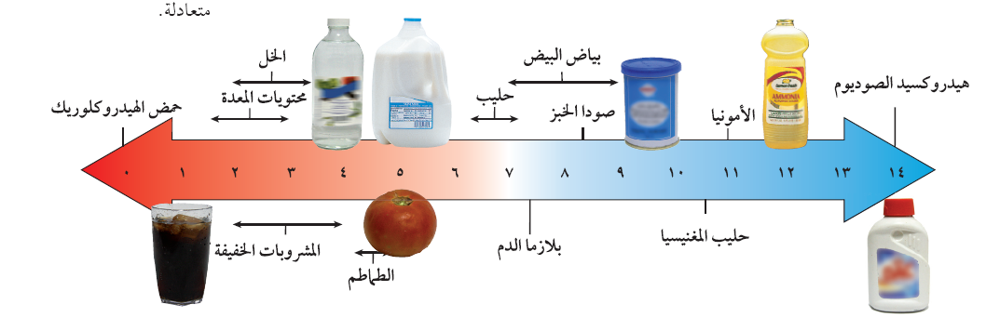 متعادلة.
الخل
بياض البيض
هيدروكسيد الصوديوم
محتويات المعدة
حليب
حمض الهيدروكلوريك
صودا الخبز
الأمونيا
AMMONIA
٠ ١ ٢ ٣ ٤ ٥ ٦ ٧ ٨ ٩ ١٠ ١١ ١٢ ١٣ ١٤
المشروبات الخفيفة
بلازما الدم
حليب المغنيسيا
الطماطم